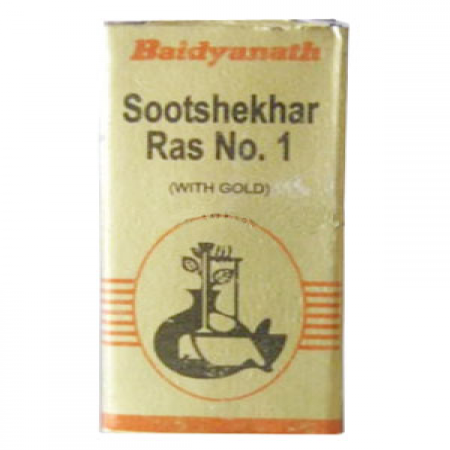 Baidyanath
Sootshekhar
Ras No. 1
(WITH GOLD)